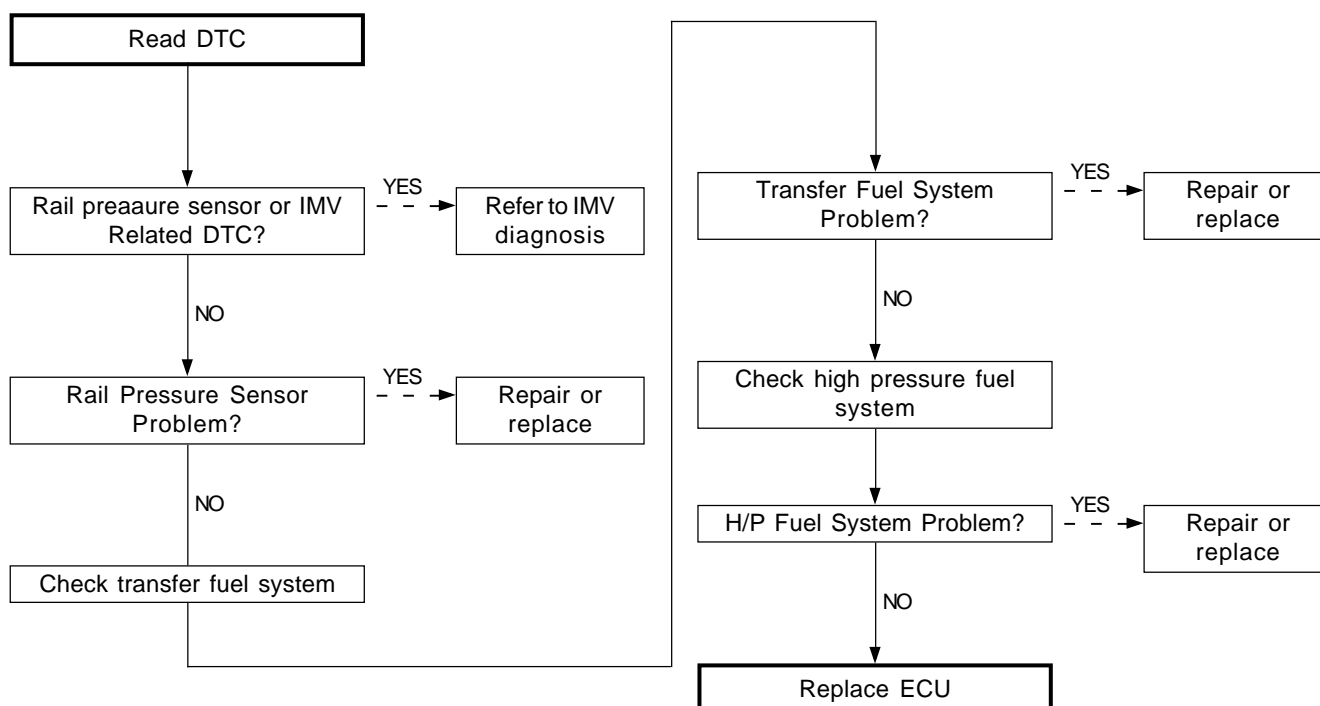 Read DTC
Rail preaaure sensor or IMV
Related DTC?
YES
Refer to IMV
diagnosis
NO
Rail Pressure Sensor
Problem?
YES
Repair or
replace
NO
Check transfer fuel system
Transfer Fuel System
Problem?
YES
Repair or
replace
NO
Check high pressure fuel
system
H/P Fuel System Problem?
YES
Repair or
replace
NO
Replace ECU